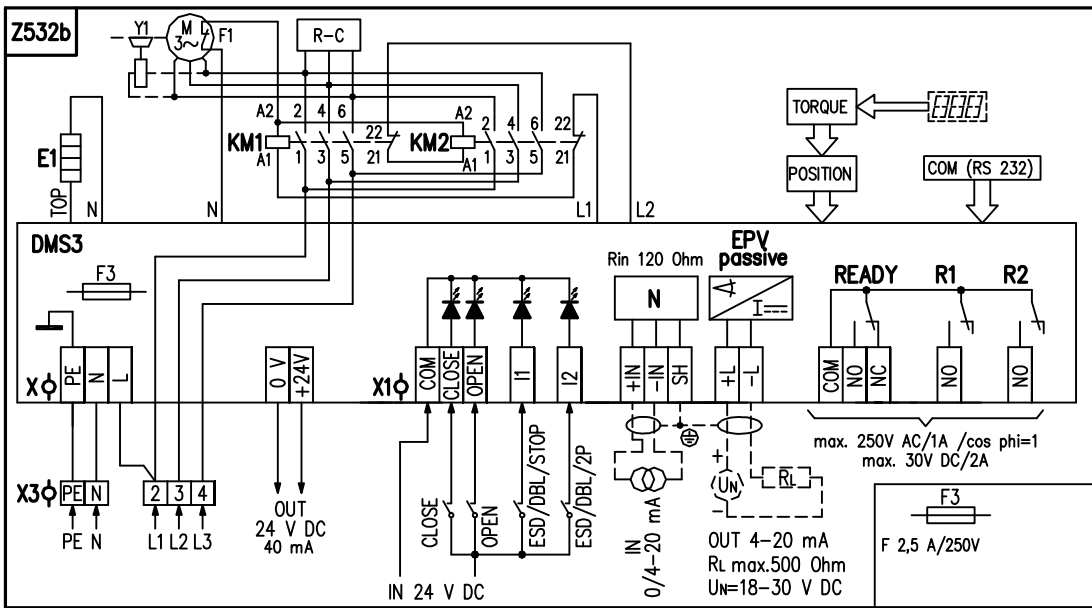 Z532b
Y1
M
3~
F1
R-C
A2
2 4 6
22
KM1
A1
1 3 5
21
KM2
A2
2 4 6
22
A1
1 3 5
21
TORQUE
POSITION
COM (RS 232)
E1
TOP
N
N
L1
L2
DMS3
F3
Rin 120 Ohm
N
EPV
passive
I
READY
R1
R2
X
PE
N
L
0 V
+24V
X1
COM
CLOSE
OPEN
I1
I2
+IN
-IN
SH
+L
-L
COM
NO
NC
NO
NO
max. 250V AC/1A /cos phi=1
max. 30V DC/2A
X3
PE N
2 3 4
PE N
L1 L2 L3
OUT
24 V DC
40 mA
CLOSE
OPEN
ESD/DBL/STOP
ESD/DBL/2P
IN 24 V DC
IN
0/4-20 mA
+
UN
-
RL
OUT 4-20 mA
RL max.500 Ohm
UN=18-30 V DC
F3
F 2,5 A/250V